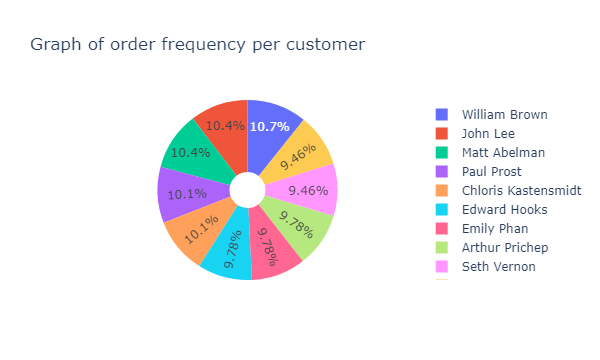 Graph of order frequency per customer
10.4%
10.7%
10.4%
9.46%
10.1%
9.46%
10.1%
9.78%
9.78%
9.78%
William Brown
John Lee
Matt Abelman
Paul Prost
Chloris Kastensmidt
Edward Hooks
Emily Phan
Arthur Prichep
Seth Vernon